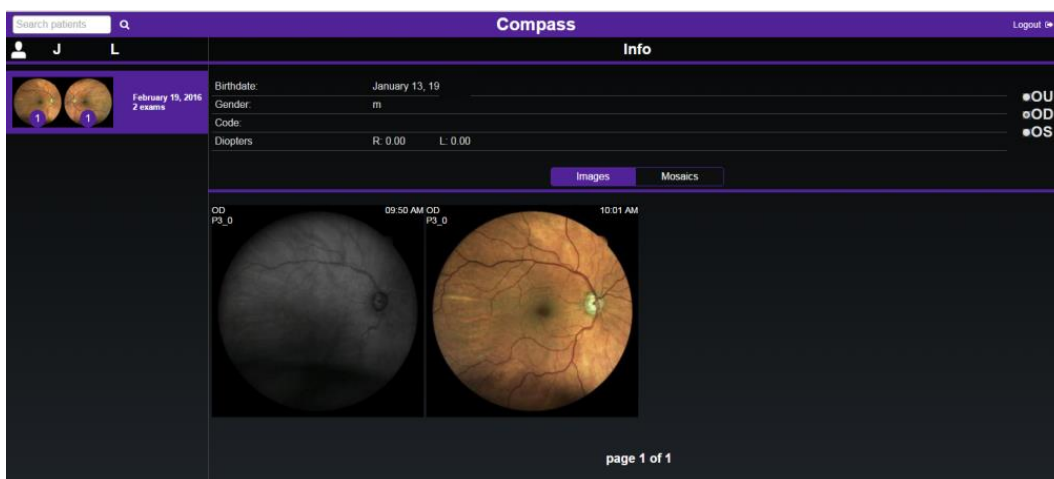 Search patients
Compass
Logout
J L
Info
February 19, 2016
2 exams
1 1
Birthdate: January 13, 19
Gender: m
Code:
Diopters R: 0.00 L: 0.00
OU
OD
OS
Images Mosaics
OD 09:50 AM
P3_0
OD 10:01 AM
P3_0
page 1 of 1